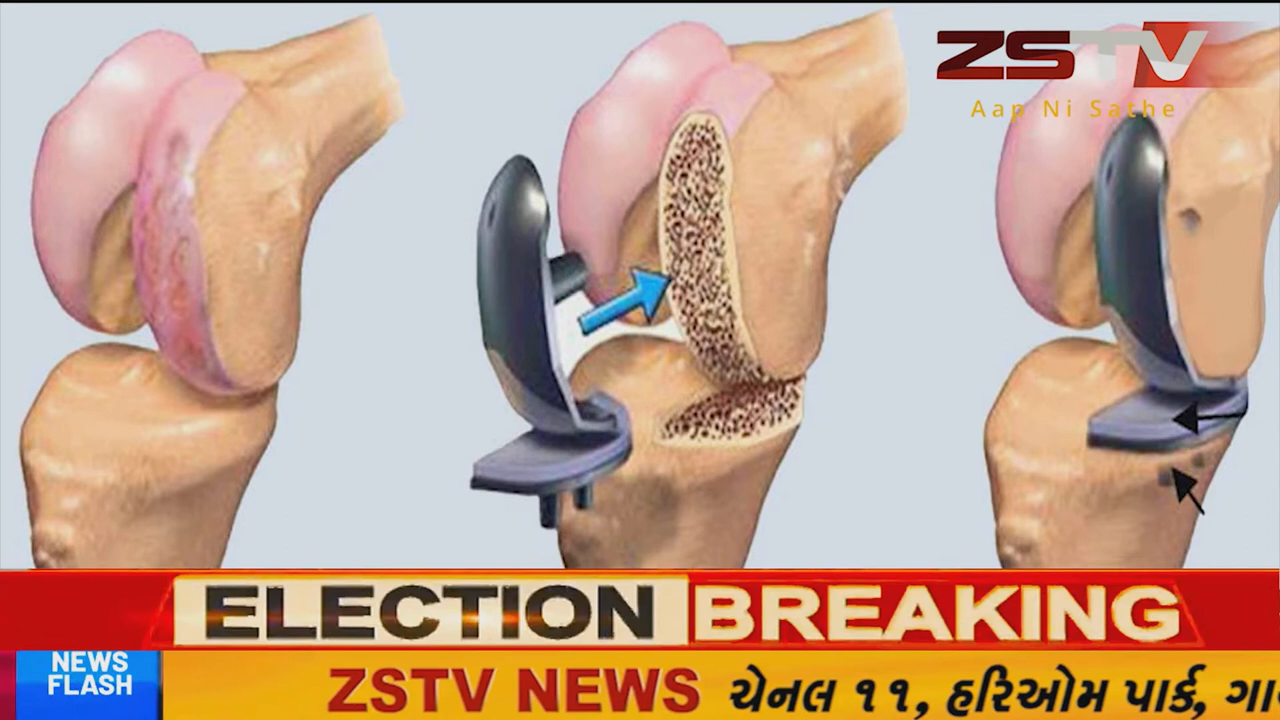 ZSTV
Aap Ni Sathe
ELECTION BREAKING
NEWS FLASH
ZSTV NEWS ચેનલ ૧૧, હરિઓમ પાર્ક,